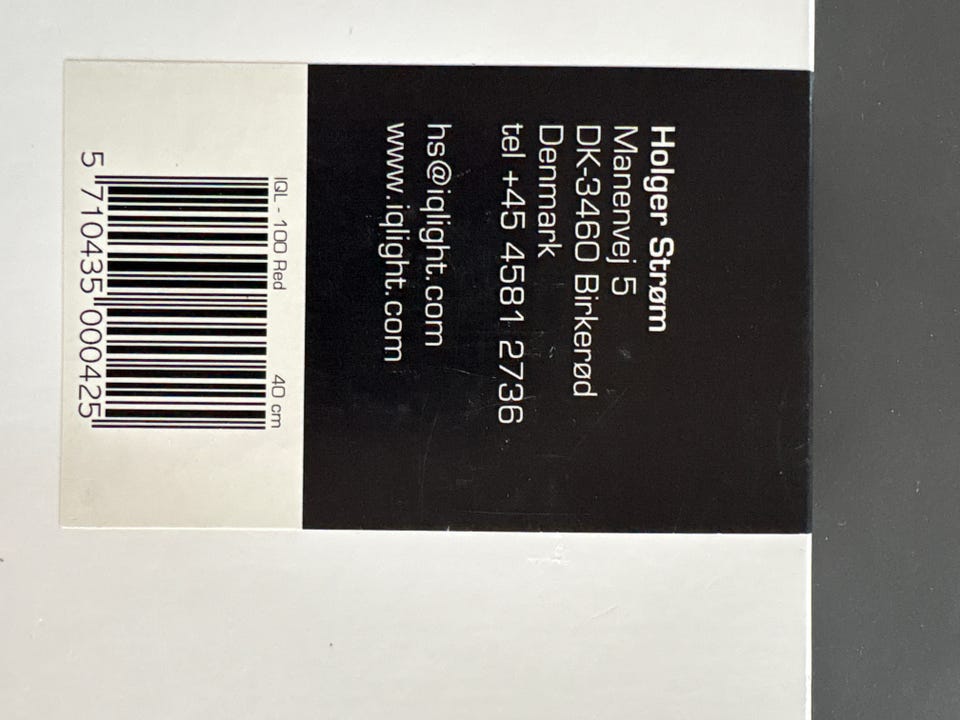 Holger Strøm
Manenvej 5
DK-3460 Birkerød
Denmark
tel +45 4581 2736
hs@iqlight.com
www.iqlight.com
IQL - 100 Red 40 cm
5 710435 000425